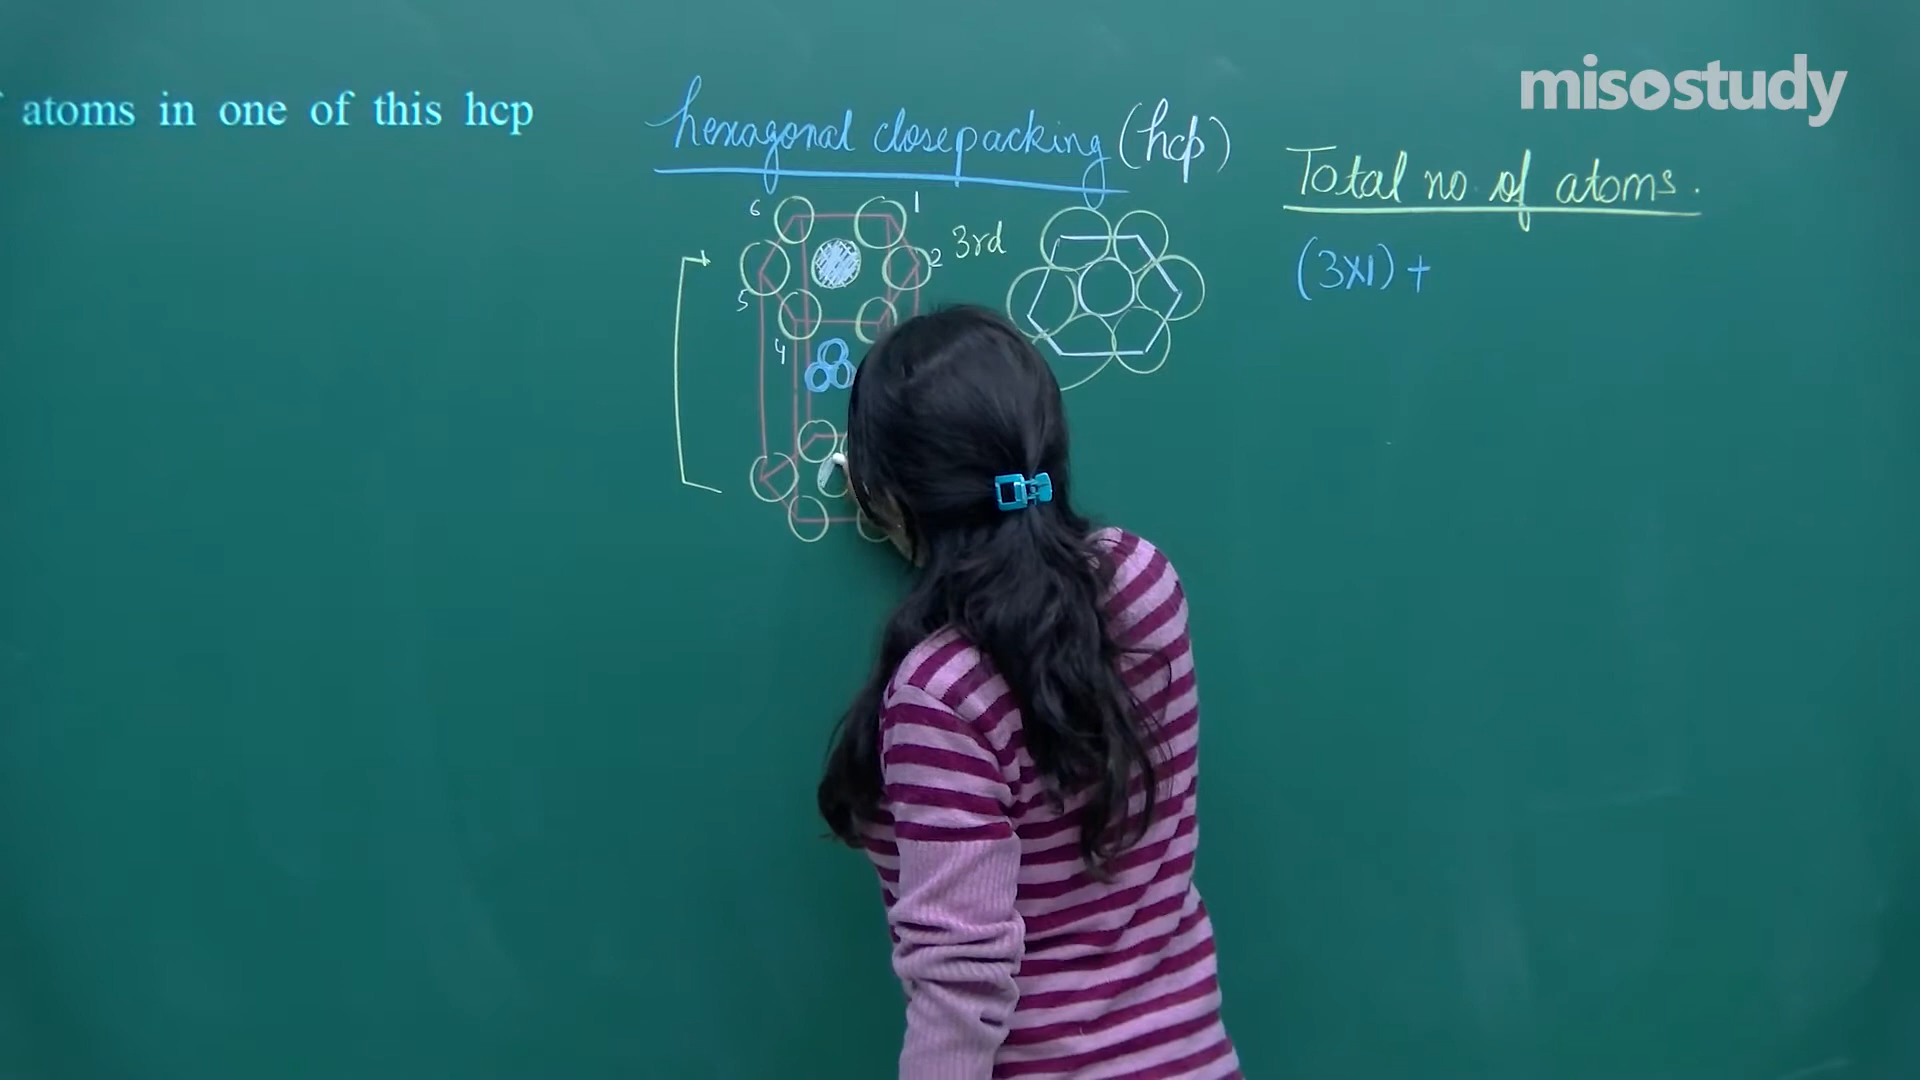 misostudy
atoms in one of this hcp
hexagonal closepacking (hcp)
Total no. of atoms.
(3x1) +
6
1
2
3rd
5
4